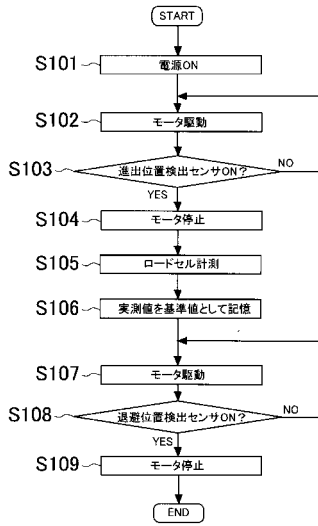 START
S101 電源ON
S102 モータ駆動
S103 進出位置検出センサON? NO
YES
S104 モータ停止
S105 ロードセル計測
S106 実測値を基準値として記憶
S107 モータ駆動
S108 退避位置検出センサON? NO
YES
S109 モータ停止
END